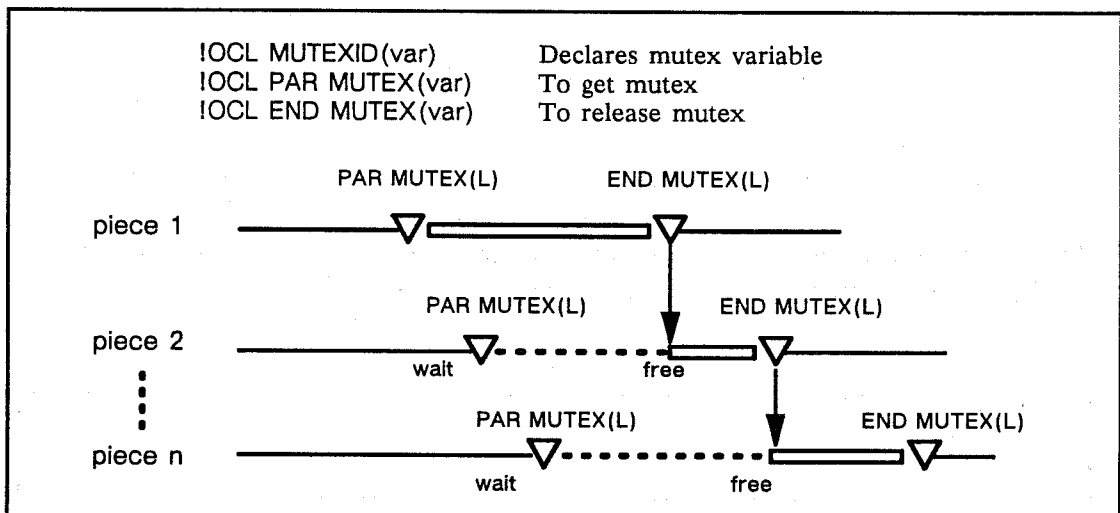 !OCL MUTEXID(var) Declares mutex variable
!OCL PAR MUTEX(var) To get mutex
!OCL END MUTEX(var) To release mutex
PAR MUTEX(L) END MUTEX(L)
piece 1
PAR MUTEX(L) END MUTEX(L)
piece 2
wait free
PAR MUTEX(L) END MUTEX(L)
piece n
wait free